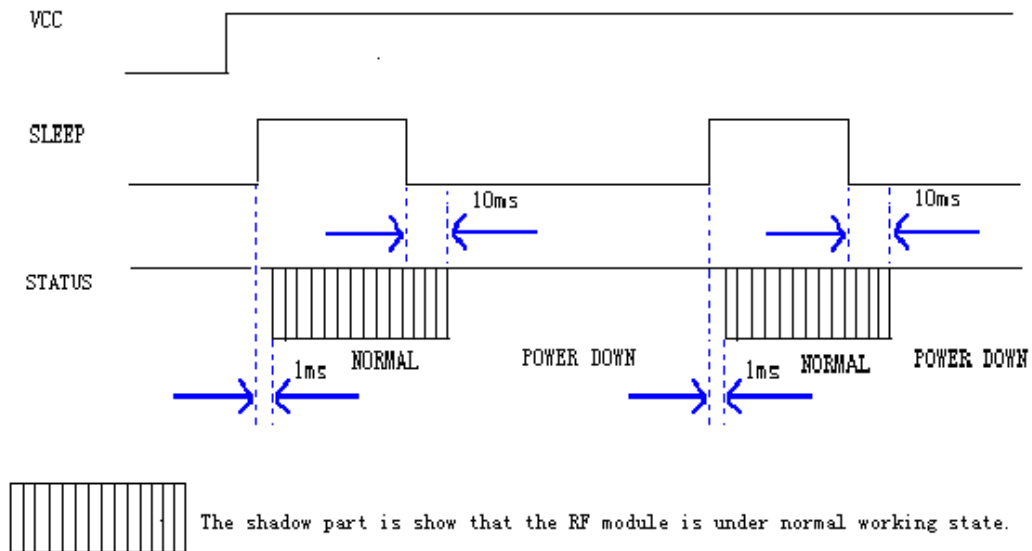 VCC
SLEEP
10ms 10ms
STATUS
1ms NORMAL POWER DOWN 1ms NORMAL POWER DOWN
The shadow part is show that the RF module is under normal working state.